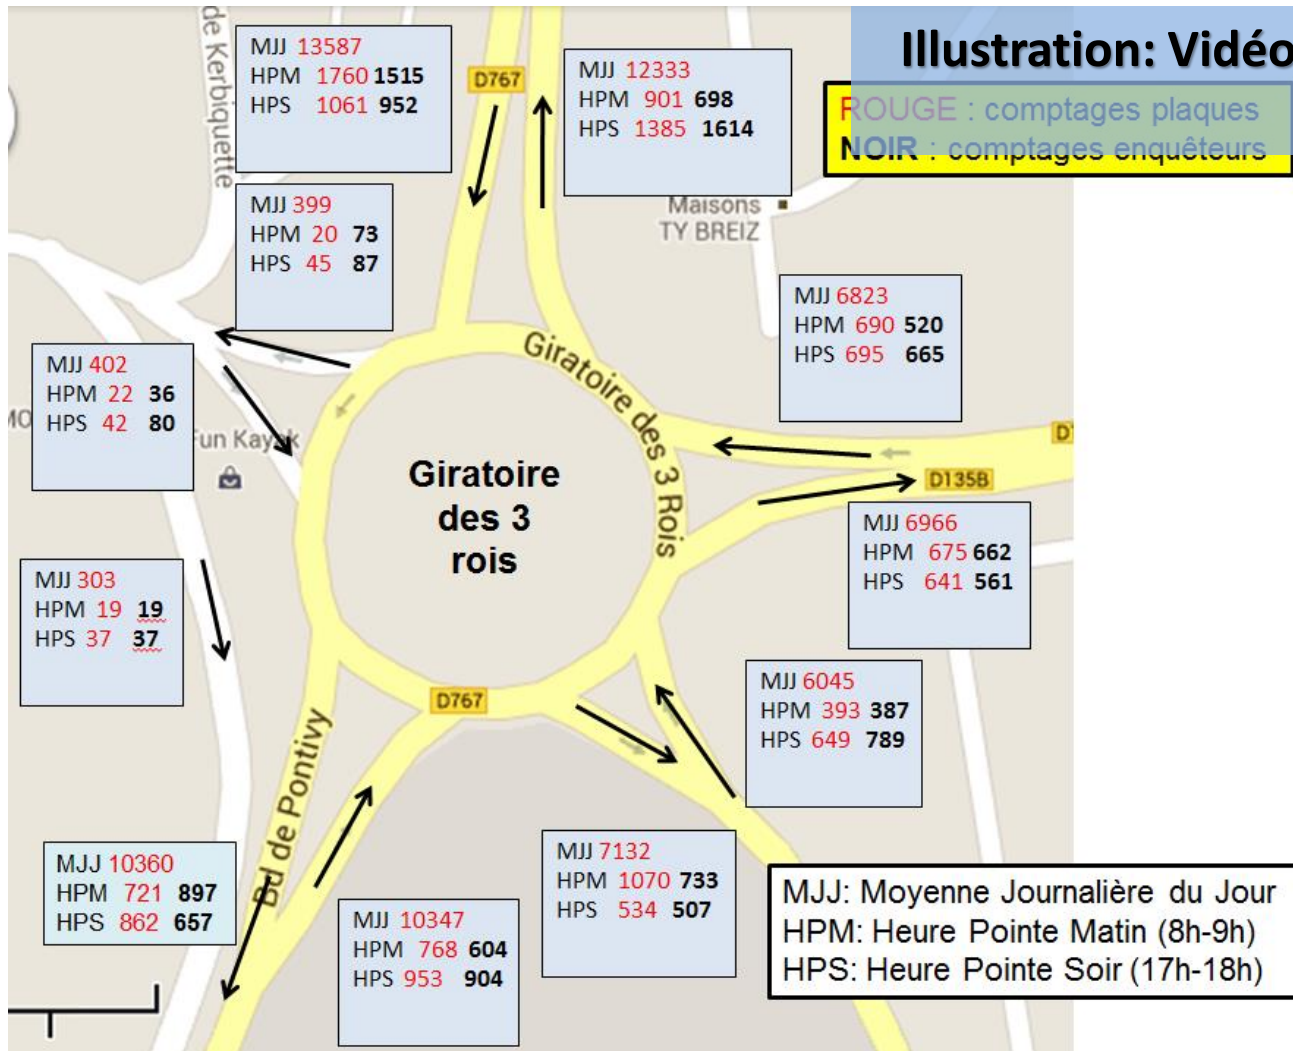 Illustration: Vidéo
ROUGE : comptages plaques
NOIR : comptages enquêteurs
de Kerbiquette
MJJ 13587
HPM 1760 1515
HPS 1061 952
D767
MJJ 12333
HPM 901 698
HPS 1385 1614
MJJ 399
HPM 20 73
HPS 45 87
Maisons
TY BREIZ
MJJ 6823
HPM 690 520
HPS 695 665
MJJ 402
HPM 22 36
HPS 42 80
Fun Kayak
Giratoire des 3 Rois
Giratoire
des 3
rois
D135B
MJJ 6966
HPM 675 662
HPS 641 561
MJJ 303
HPM 19 19
HPS 37 37
D767
MJJ 6045
HPM 393 387
HPS 649 789
Bd de Pontivy
MJJ 10360
HPM 721 897
HPS 862 657
MJJ 10347
HPM 768 604
HPS 953 904
MJJ 7132
HPM 1070 733
HPS 534 507
MJJ: Moyenne Journalière du Jour
HPM: Heure Pointe Matin (8h-9h)
HPS: Heure Pointe Soir (17h-18h)